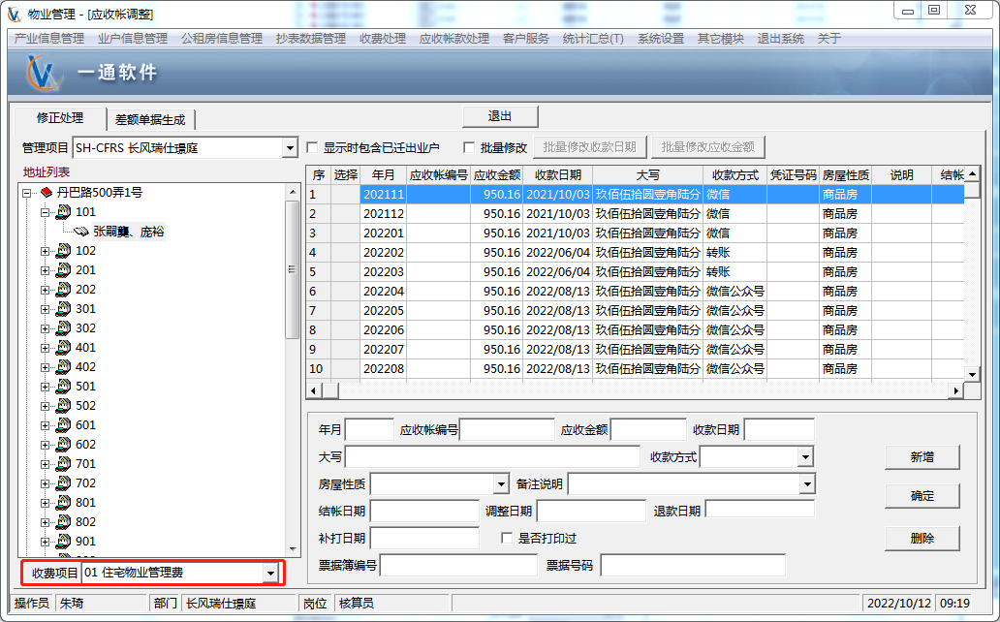 物业管理 - [应收帐调整]
产业信息管理 业户信息管理 公租房信息管理 抄表数据管理 收费处理 应收帐款处理 客户服务 统计汇总(T) 系统设置 其它模块 退出系统 关于
一通软件
修正处理 差额单据生成 退出
管理项目 SH-CFRS 长风瑞仕璟庭 显示时包含已迁出业户 批量修改 批量修改收款日期 批量修改应收金额
地址列表
丹巴路500弄1号
101
张嗣龑、庞裕
102
201
202
301
302
401
402
501
502
601
602
701
702
801
802
901
收费项目 01 住宅物业管理费
序 选择 年月 应收帐编号 应收金额 收款日期 大写 收款方式 凭证号码 房屋性质 说明 结帐
1 202111 950.16 2021/10/03 玖佰伍拾圆壹角陆分 微信 商品房
2 202112 950.16 2021/10/03 玖佰伍拾圆壹角陆分 微信 商品房
3 202201 950.16 2021/10/03 玖佰伍拾圆壹角陆分 微信 商品房
4 202202 950.16 2022/06/04 玖佰伍拾圆壹角陆分 转账 商品房
5 202203 950.16 2022/06/04 玖佰伍拾圆壹角陆分 转账 商品房
6 202204 950.16 2022/08/13 玖佰伍拾圆壹角陆分 微信公众号 商品房
7 202205 950.16 2022/08/13 玖佰伍拾圆壹角陆分 微信公众号 商品房
8 202206 950.16 2022/08/13 玖佰伍拾圆壹角陆分 微信公众号 商品房
9 202207 950.16 2022/08/13 玖佰伍拾圆壹角陆分 微信公众号 商品房
10 202208 950.16 2022/08/13 玖佰伍拾圆壹角陆分 微信公众号 商品房
年月 应收帐编号 应收金额 收款日期
大写 收款方式 新增
房屋性质 备注说明
结帐日期 调整日期 退款日期 确定
补打日期 是否打印过 删除
票据簿编号 票据号码
操作员 朱琦 部门 长风瑞仕璟庭 岗位 核算员 2022/10/12 09:19